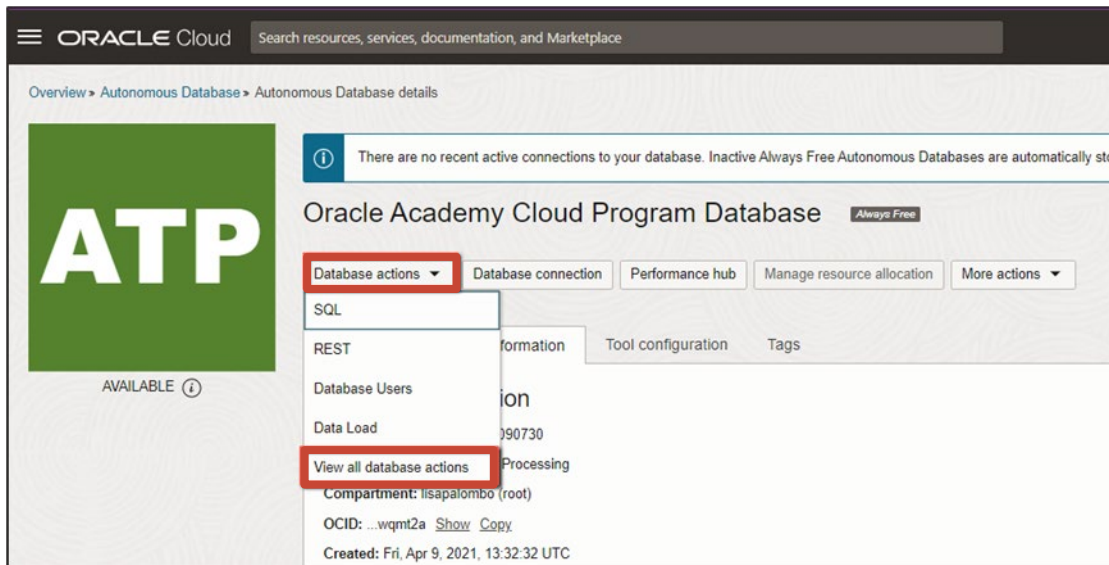 ORACLE Cloud
Search resources, services, documentation, and Marketplace
Overview » Autonomous Database » Autonomous Database details
There are no recent active connections to your database. Inactive Always Free Autonomous Databases are automatically sto
ATP
AVAILABLE
Oracle Academy Cloud Program Database Always Free
Database actions Database connection Performance hub Manage resource allocation More actions
SQL
REST
formation Tool configuration Tags
Database Users
ion
Data Load
090730
View all database actions
Processing
Compartment: lisapalombo (root)
OCID: ...wqmt2a Show Copy
Created: Fri, Apr 9, 2021, 13:32:32 UTC